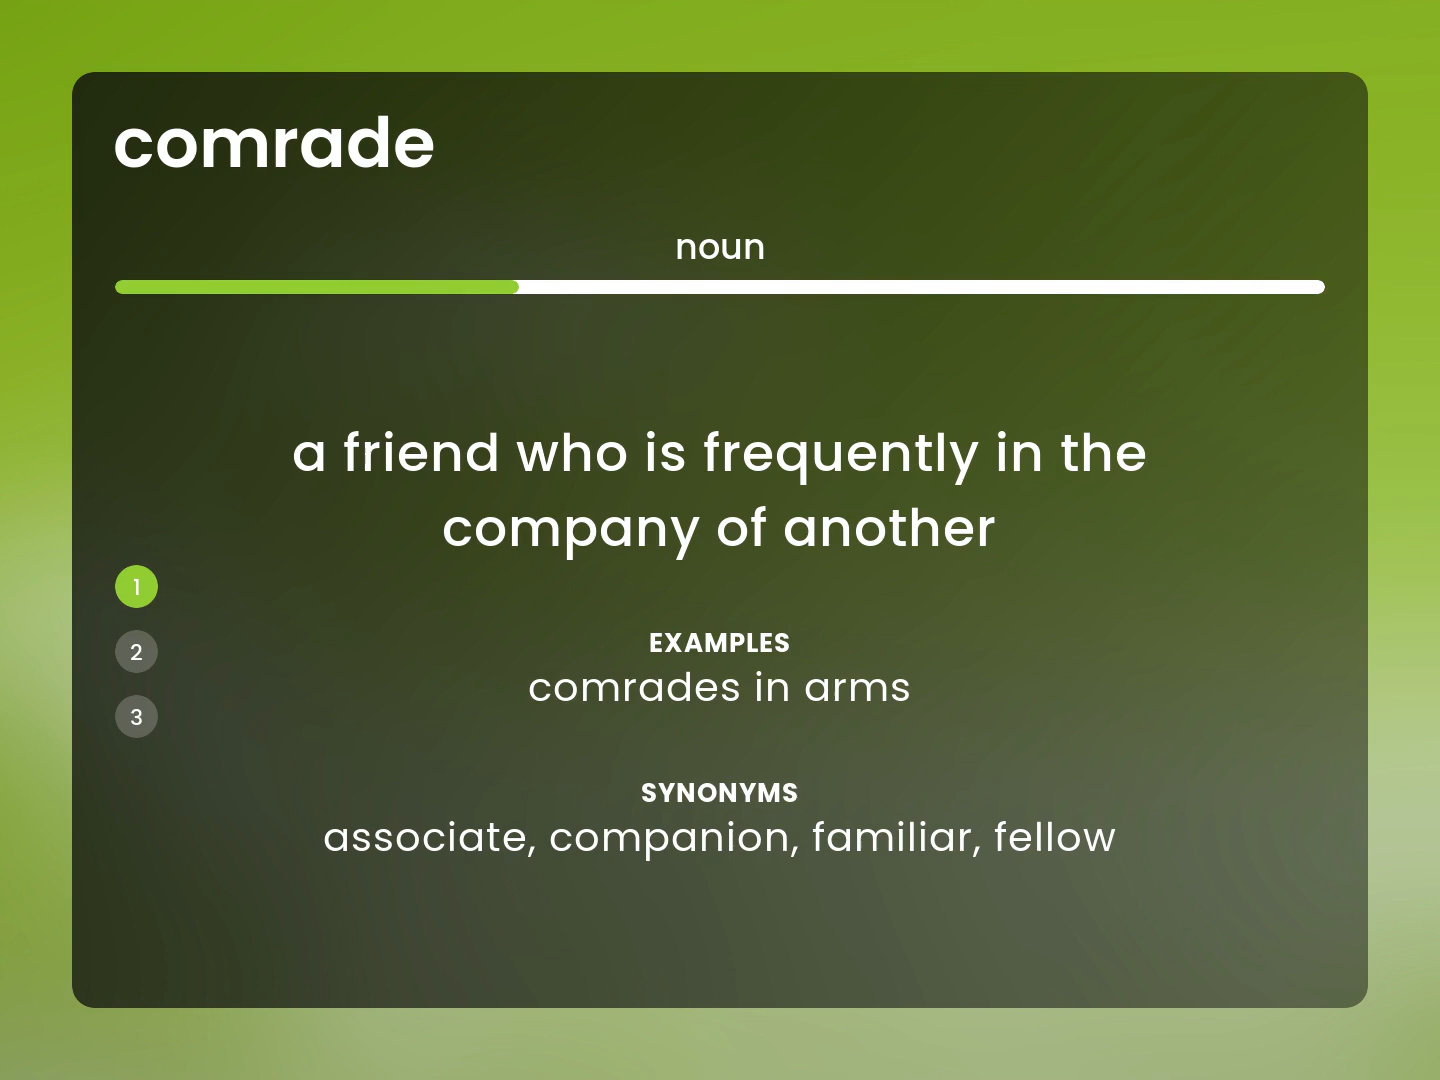 comrade
noun
a friend who is frequently in the
company of another
1
2
3
EXAMPLES
comrades in arms
SYNONYMS
associate, companion, familiar, fellow